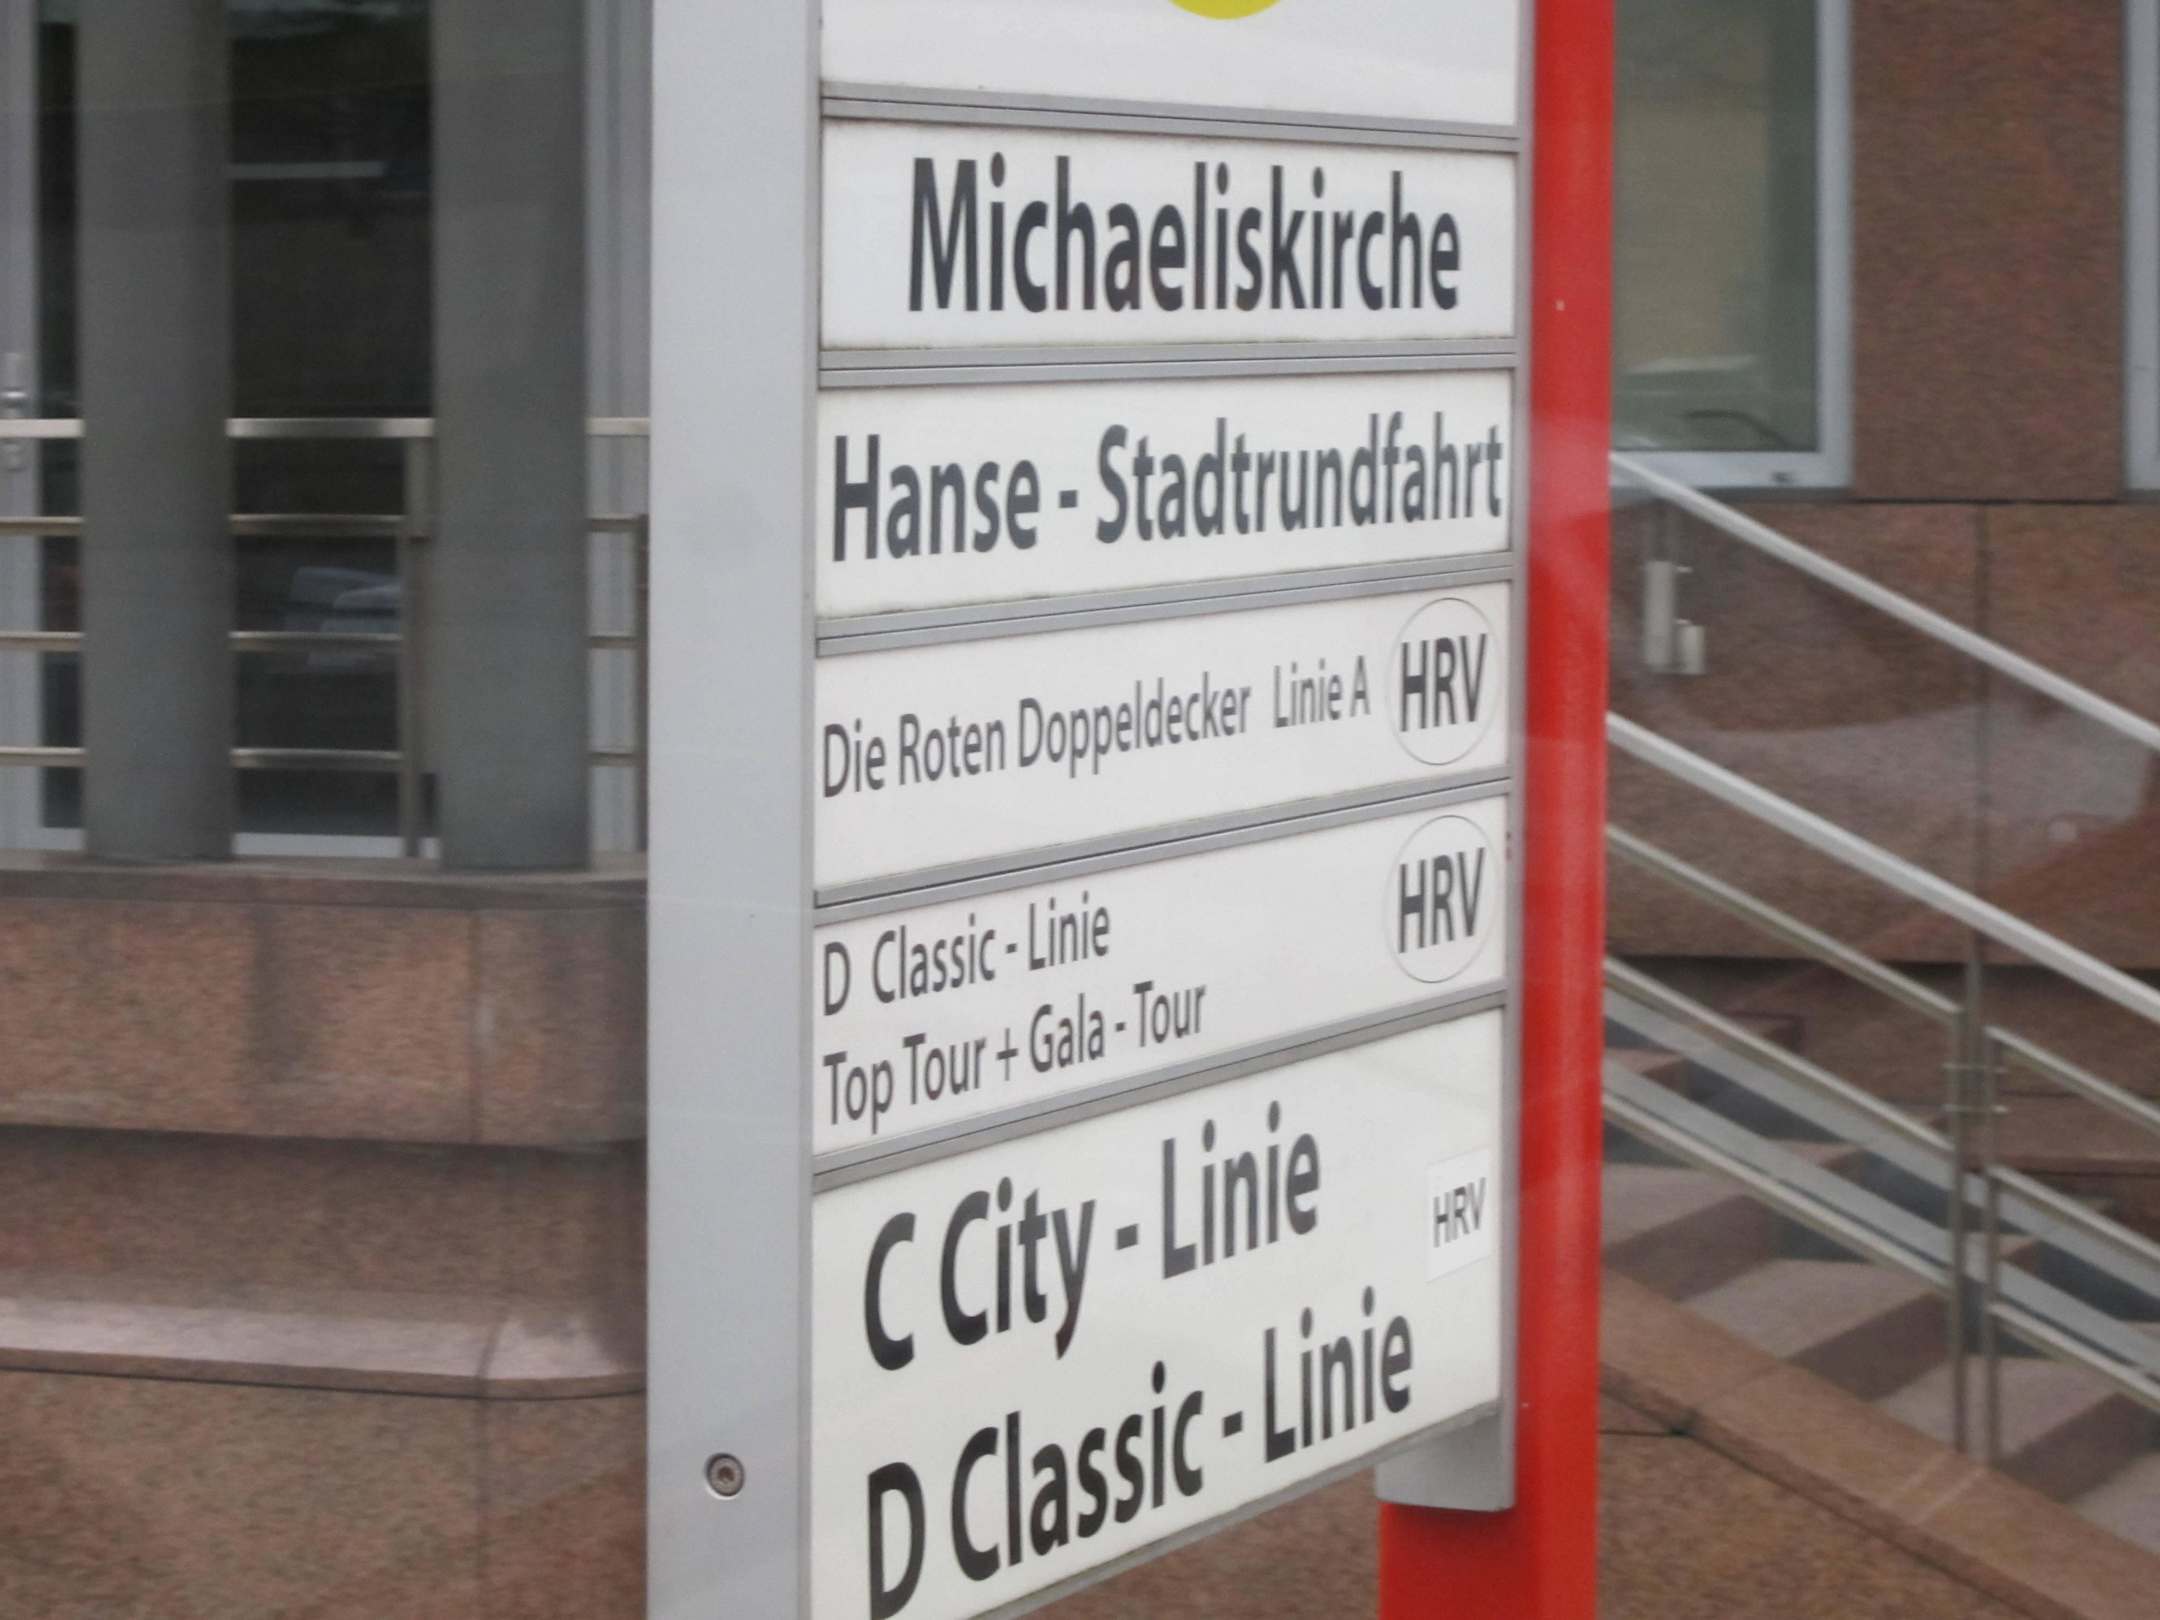 Michaeliskirche
Hanse - Stadtrundfahrt
Die Roten Doppeldecker Linie A HRV
D Classic - Linie HRV
Top Tour + Gala - Tour
C City - Linie HRV
D Classic - Linie